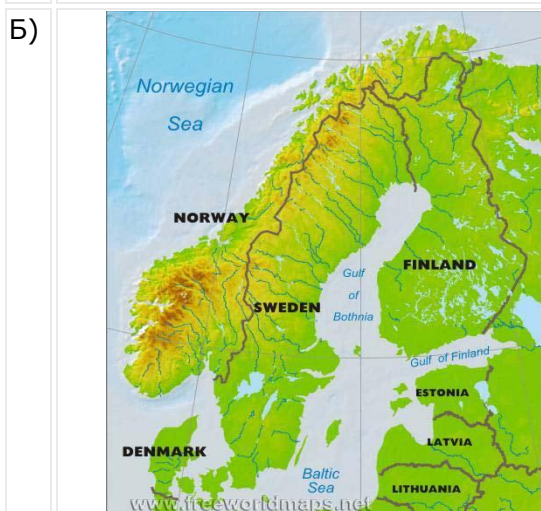 Б)
Norwegian
Sea
NORWAY
FINLAND
Gulf
of
Bothnia
SWEDEN
Gulf of Finland
ESTONIA
LATVIA
DENMARK
Baltic
Sea
LITHUANIA
www.freeworldmaps.net